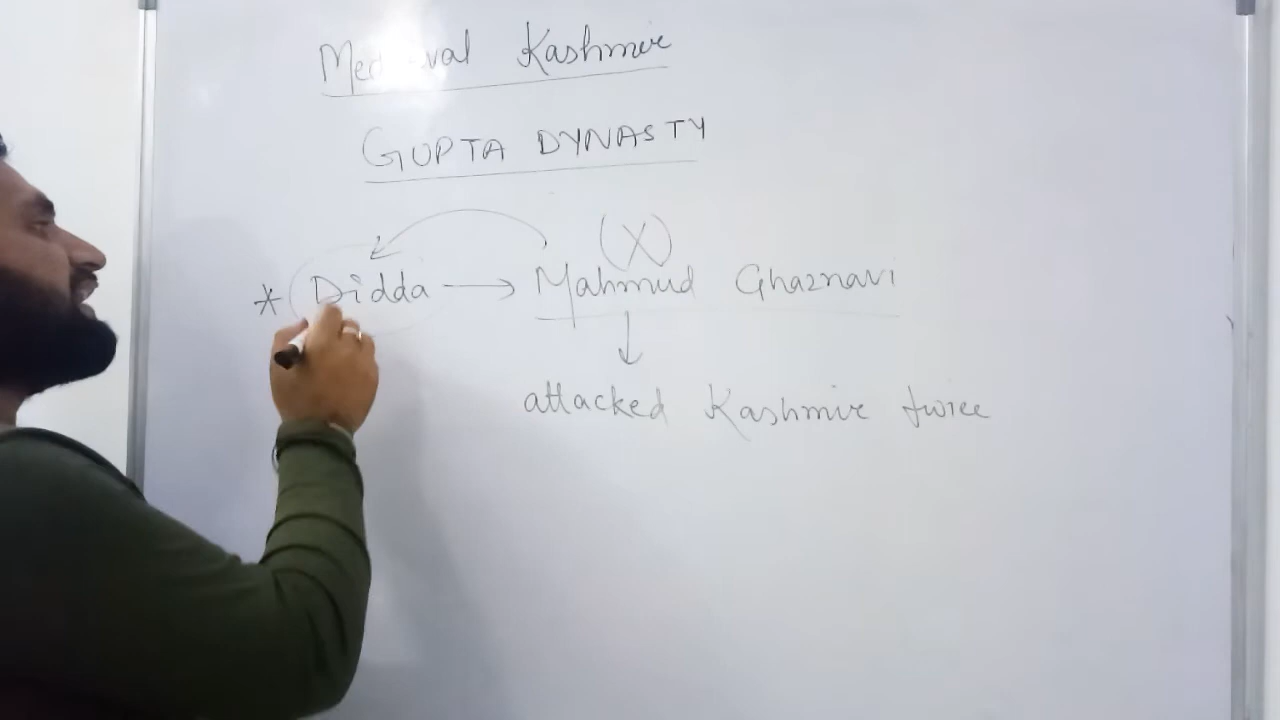 Medieval Kashmir
GUPTA DYNASTY
(X)
* Didda → Mahmud Ghaznavi
↓
attacked Kashmir twice